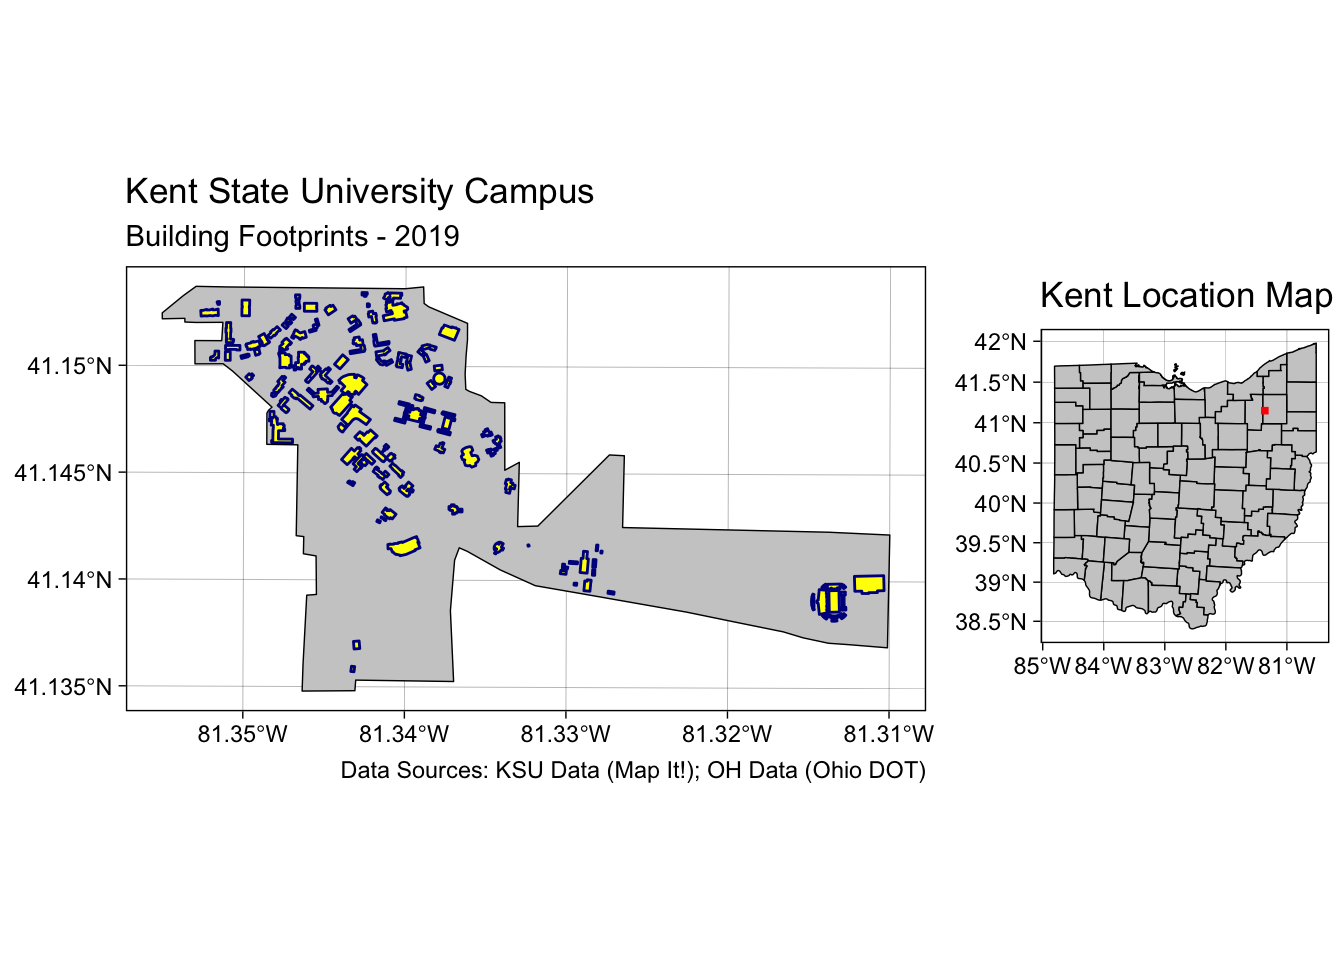 Kent State University Campus
Building Footprints - 2019
41.15°N
41.145°N
41.14°N
41.135°N
81.35°W
81.34°W
81.33°W
81.32°W
81.31°W
Data Sources: KSU Data (Map It!); OH Data (Ohio DOT)
Kent Location Map
42°N
41.5°N
41°N
40.5°N
40°N
39.5°N
39°N
38.5°N
85°W 84°W 83°W 82°W 81°W